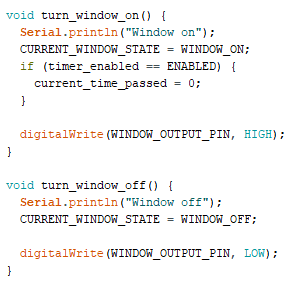 void turn_window_on() {
  Serial.println("Window on");
  CURRENT_WINDOW_STATE = WINDOW_ON;
  if (timer_enabled == ENABLED) {
    current_time_passed = 0;
  }

  digitalWrite(WINDOW_OUTPUT_PIN, HIGH);
}

void turn_window_off() {
  Serial.println("Window off");
  CURRENT_WINDOW_STATE = WINDOW_OFF;

  digitalWrite(WINDOW_OUTPUT_PIN, LOW);
}